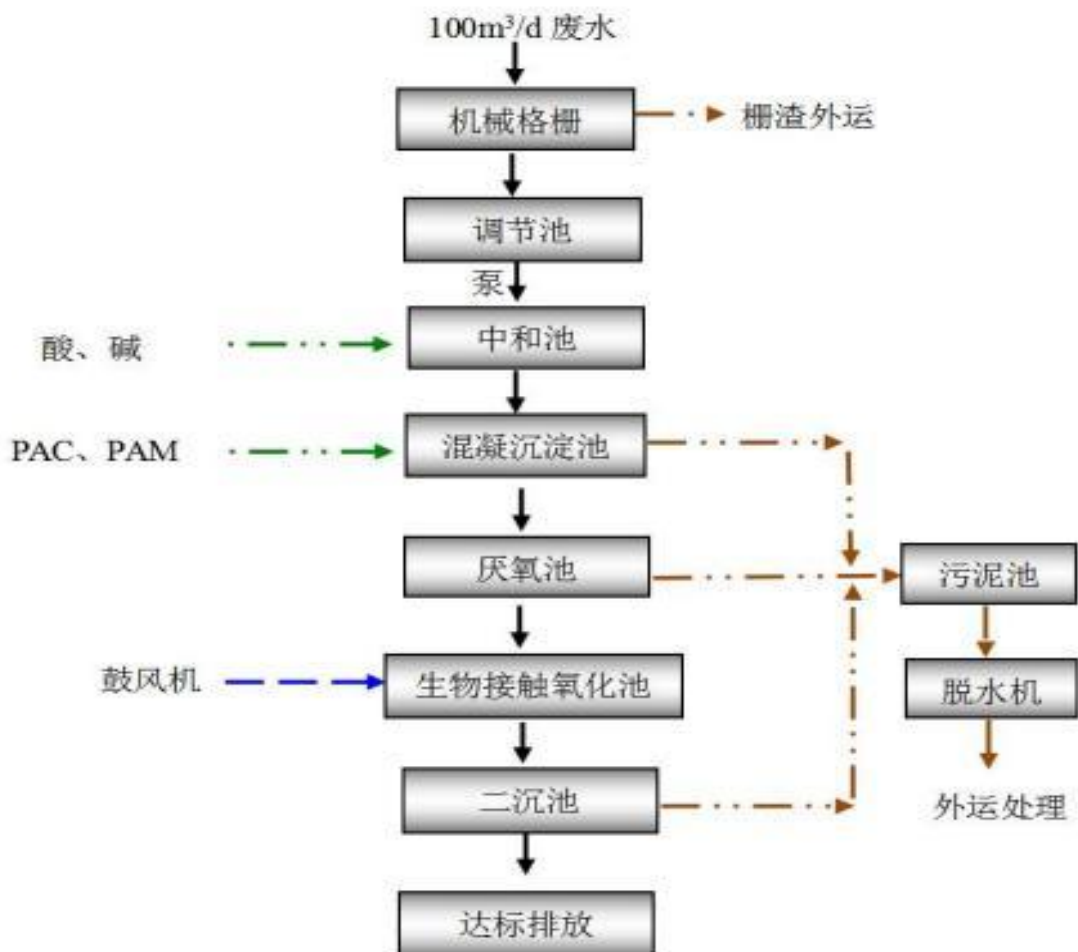 100m³/d 废水
机械格栅
栅渣外运
调节池
泵
酸、碱
中和池
PAC、PAM
混凝沉淀池
厌氧池
污泥池
鼓风机
生物接触氧化池
脱水机
二沉池
外运处理
达标排放